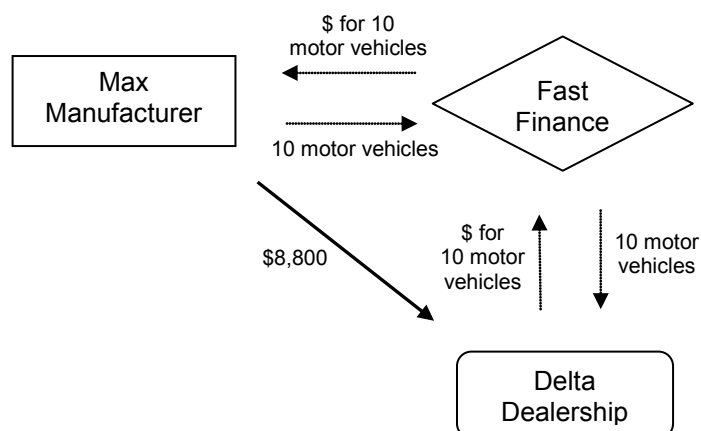 $ for 10
motor vehicles
Max
Manufacturer
Fast
Finance
10 motor vehicles
$8,800
$ for
10 motor
vehicles
10 motor
vehicles
Delta
Dealership